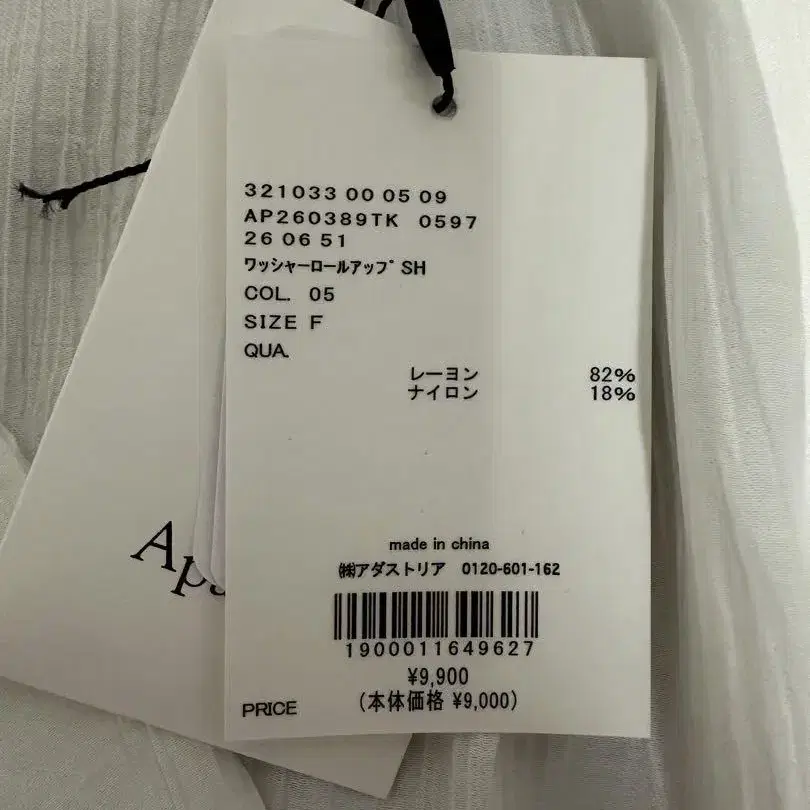 321033 00 05 09
AP260389TK 0597
26 06 51
ワッシャーロールアップ SH
COL. 05
SIZE F
QUA.
レーヨン 82%
ナイロン 18%
made in china
㈱アダストリア 0120-601-162
1900011649627
¥9,900
PRICE (本体価格 ¥9,000)